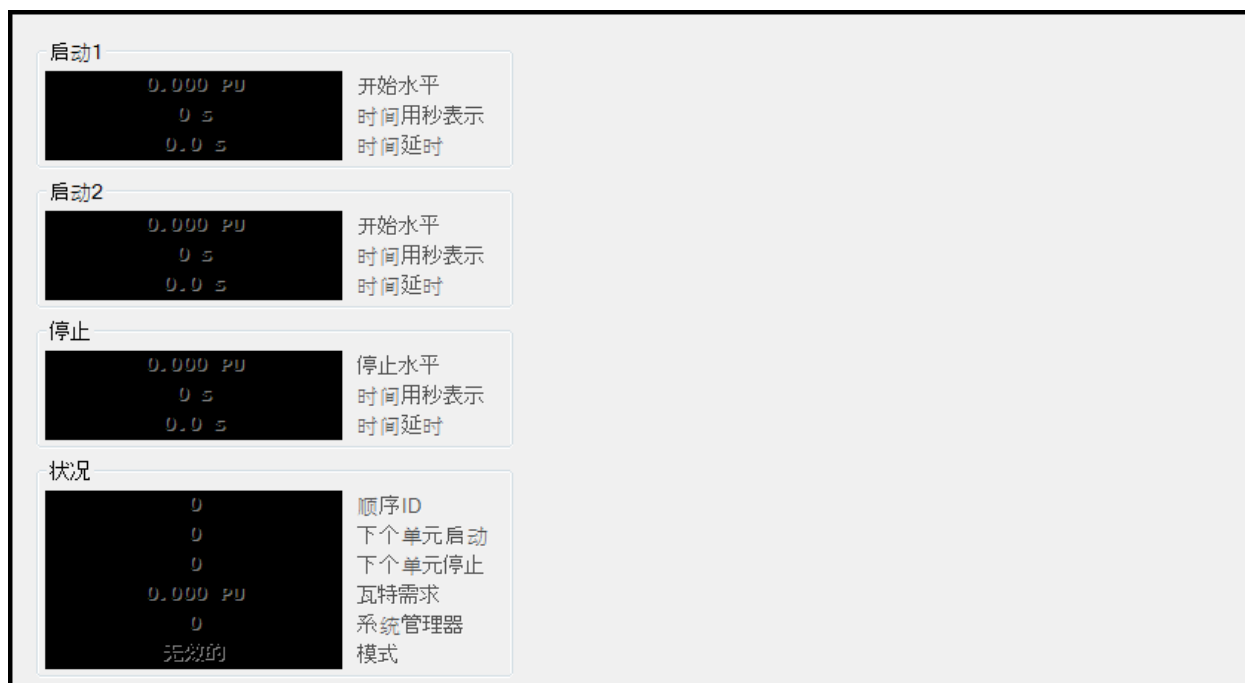 启动1
0.000 PU 开始水平
0 s 时间用秒表示
0.0 s 时间延时
启动2
0.000 PU 开始水平
0 s 时间用秒表示
0.0 s 时间延时
停止
0.000 PU 停止水平
0 s 时间用秒表示
0.0 s 时间延时
状况
0 顺序ID
0 下个单元启动
0 下个单元停止
0.000 PU 瓦特需求
0 系统管理器
无效的 模式